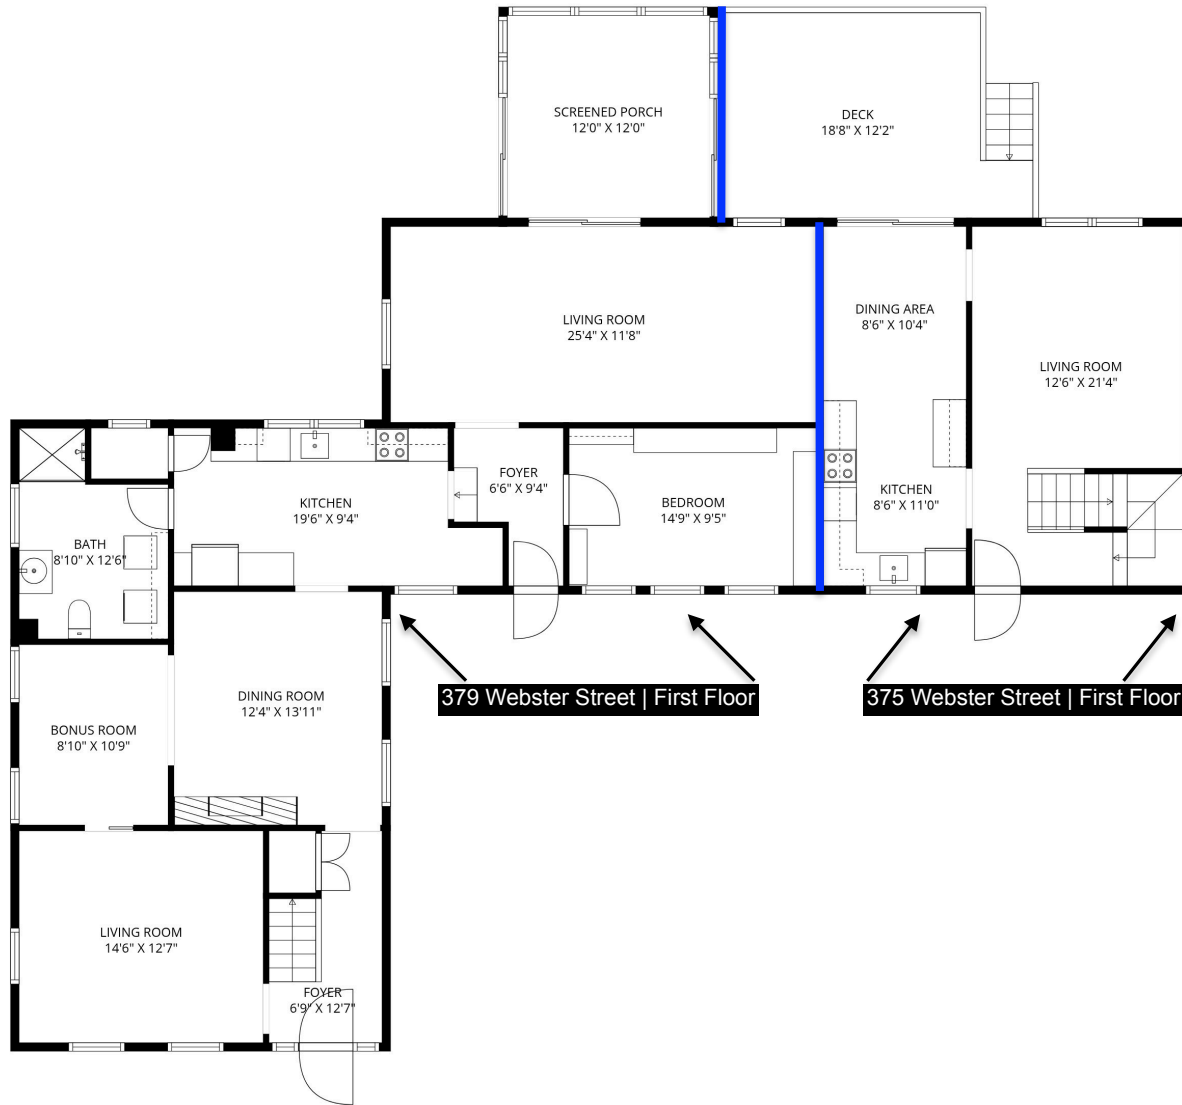 SCREENED PORCH
12'0" X 12'0"
DECK
18'8" X 12'2"
LIVING ROOM
25'4" X 11'8"
DINING AREA
8'6" X 10'4"
LIVING ROOM
12'6" X 21'4"
FOYER
6'6" X 9'4"
KITCHEN
19'6" X 9'4"
BEDROOM
14'9" X 9'5"
KITCHEN
8'6" X 11'0"
BATH
8'10" X 12'6"
379 Webster Street | First Floor
375 Webster Street | First Floor
DINING ROOM
12'4" X 13'11"
BONUS ROOM
8'10" X 10'9"
LIVING ROOM
14'6" X 12'7"
FOYER
6'9" X 12'7"